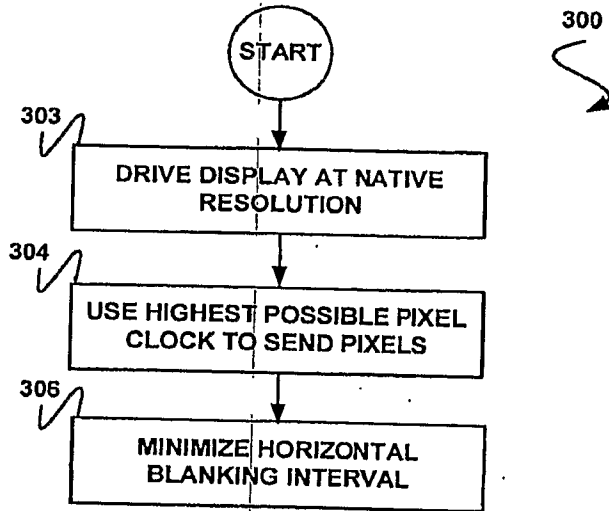 300
START
303
DRIVE DISPLAY AT NATIVE
RESOLUTION
304
USE HIGHEST POSSIBLE PIXEL
CLOCK TO SEND PIXELS
306
MINIMIZE HORIZONTAL
BLANKING INTERVAL